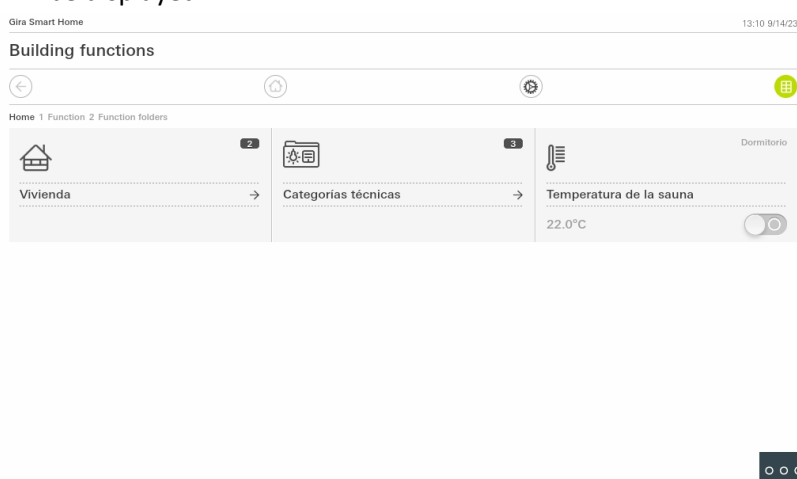 Gira Smart Home 13:10 9/14/23
Building functions
Home 1 Function 2 Function folders
2 3 Dormitorio
Vivienda Categorías técnicas Temperatura de la sauna
22.0°C